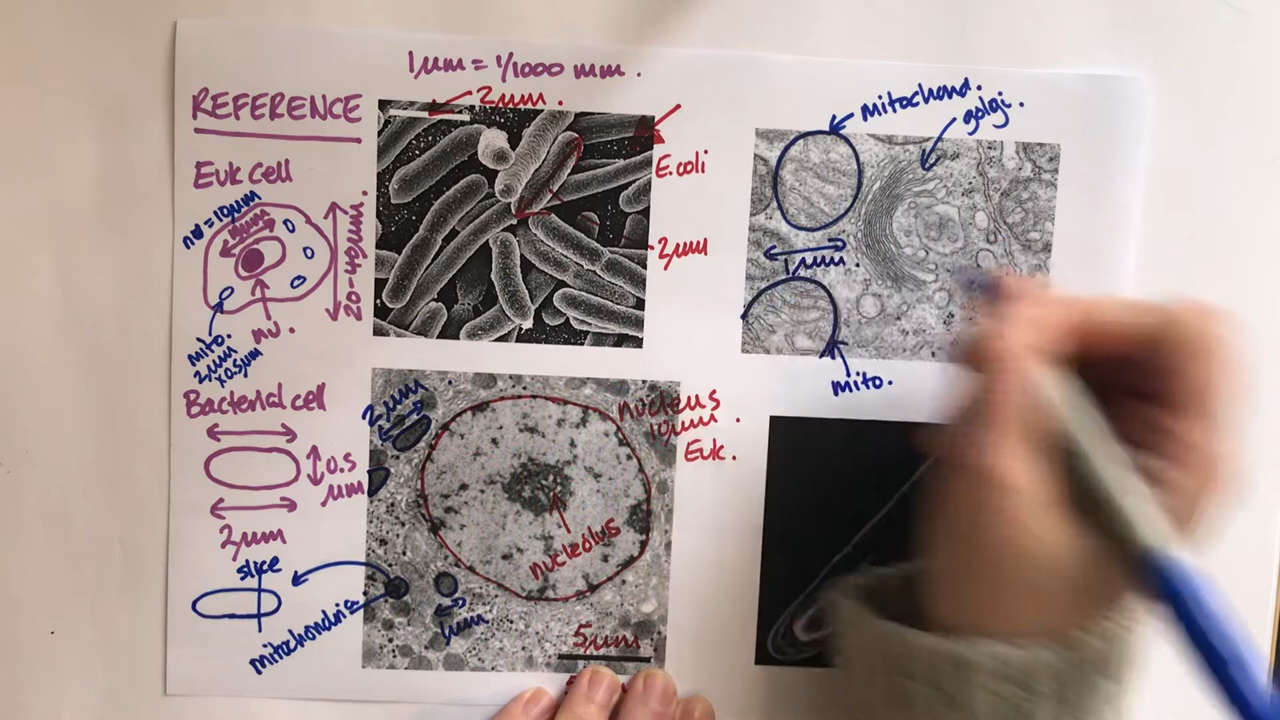 1µm = 1/1000 mm.
REFERENCE
2µm.
E.coli
2µm
Euk cell
nu = 10µm
10µm
20-40µm.
nu.
mito.
2µm
x0.5µm
Bacterial cell
0.5
µm
2µm
slice
mitochondria
2µm.
nucleus
10µm.
Euk.
nucleolus
1µm
5µm
mitochond.
golgi.
1µm.
mito.